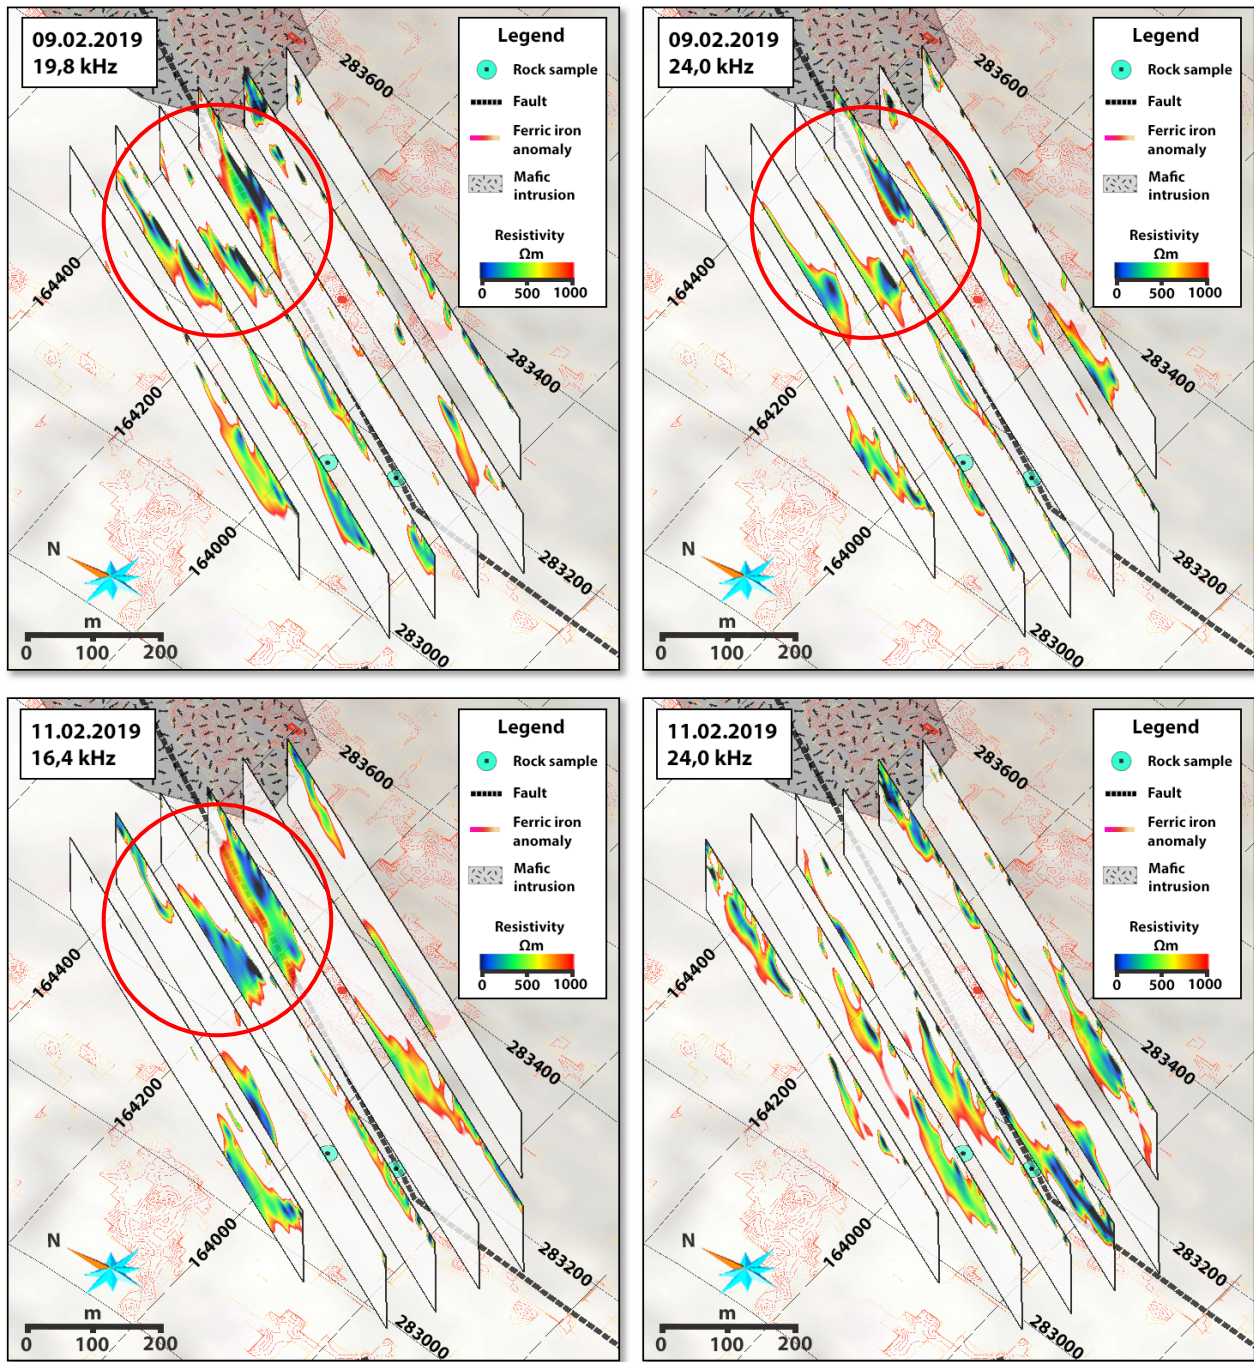 09.02.2019
19,8 kHz
Legend
Rock sample
Fault
Ferric iron
anomaly
Mafic
intrusion
Resistivity
Ωm
0 500 1000
283600
164400
283400
164200
164000
283200
283000
N
m
0 100 200
09.02.2019
24,0 kHz
Legend
Rock sample
Fault
Ferric iron
anomaly
Mafic
intrusion
Resistivity
Ωm
0 500 1000
283600
164400
283400
164200
164000
283200
283000
N
m
0 100 200
11.02.2019
16,4 kHz
Legend
Rock sample
Fault
Ferric iron
anomaly
Mafic
intrusion
Resistivity
Ωm
0 500 1000
283600
164400
283400
164200
164000
283200
283000
N
m
0 100 200
11.02.2019
24,0 kHz
Legend
Rock sample
Fault
Ferric iron
anomaly
Mafic
intrusion
Resistivity
Ωm
0 500 1000
283600
164400
283400
164200
164000
283200
283000
N
m
0 100 200